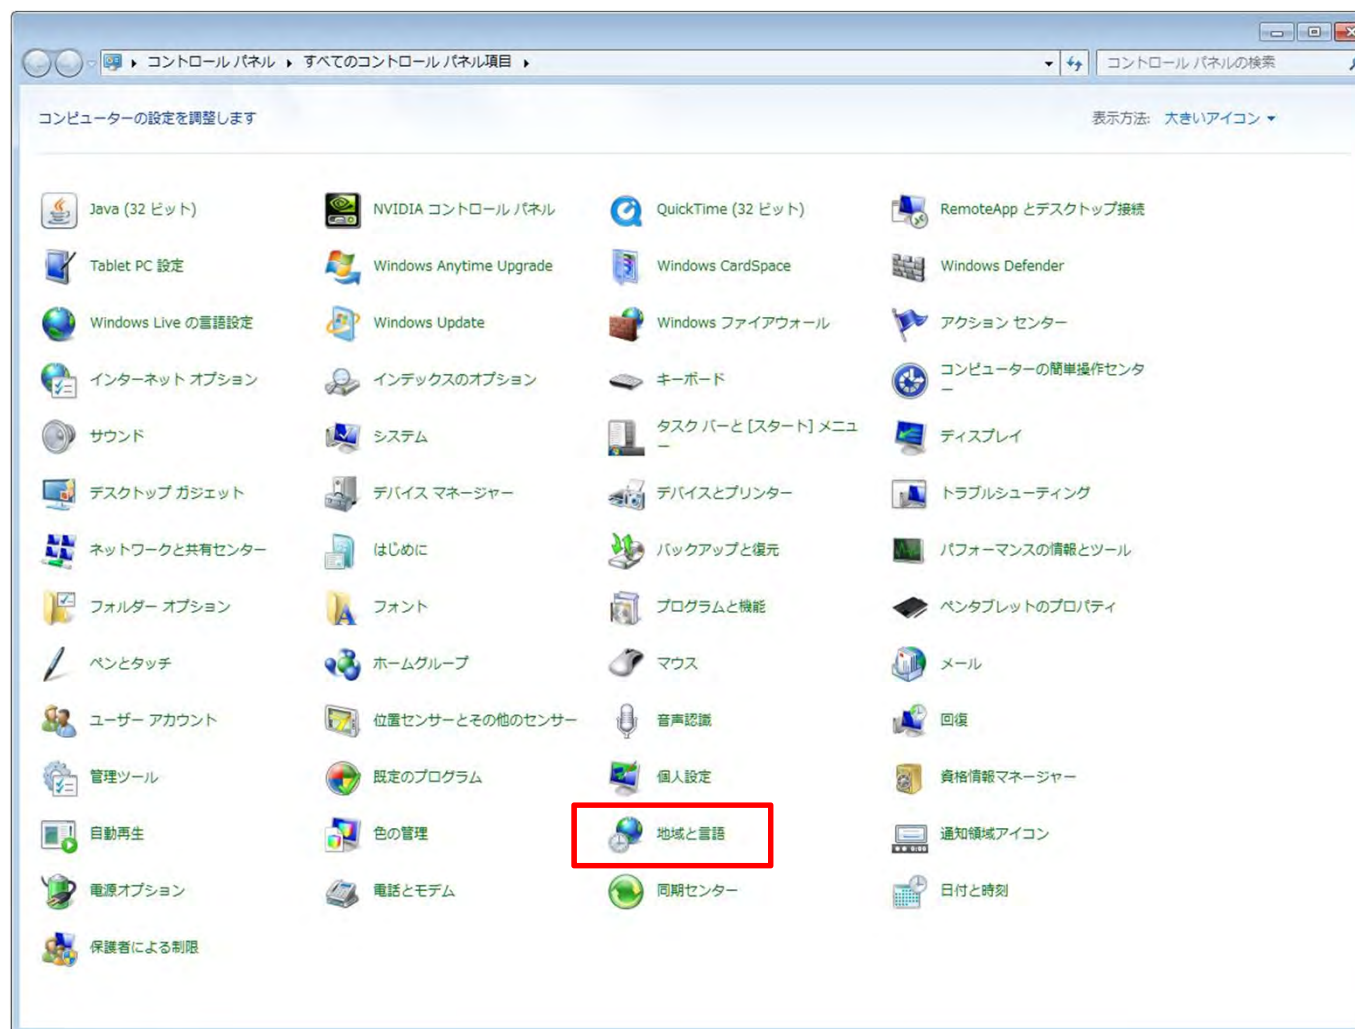 コントロール パネル ▸ すべてのコントロール パネル項目 ▸
コントロール パネルの検索
コンピューターの設定を調整します
表示方法: 大きいアイコン
Java (32 ビット)
NVIDIA コントロール パネル
QuickTime (32 ビット)
RemoteApp とデスクトップ接続
Tablet PC 設定
Windows Anytime Upgrade
Windows CardSpace
Windows Defender
Windows Live の言語設定
Windows Update
Windows ファイアウォール
アクション センター
インターネット オプション
インデックスのオプション
キーボード
コンピューターの簡単操作センタ
ー
サウンド
システム
タスク バーと [スタート] メニュ
ー
ディスプレイ
デスクトップ ガジェット
デバイス マネージャー
デバイスとプリンター
トラブルシューティング
ネットワークと共有センター
はじめに
バックアップと復元
パフォーマンスの情報とツール
フォルダー オプション
フォント
プログラムと機能
ペンタブレットのプロパティ
ペンとタッチ
ホームグループ
マウス
メール
ユーザー アカウント
位置センサーとその他のセンサー
音声認識
回復
管理ツール
既定のプログラム
個人設定
資格情報マネージャー
自動再生
色の管理
地域と言語
通知領域アイコン
電源オプション
電話とモデム
同期センター
日付と時刻
保護者による制限